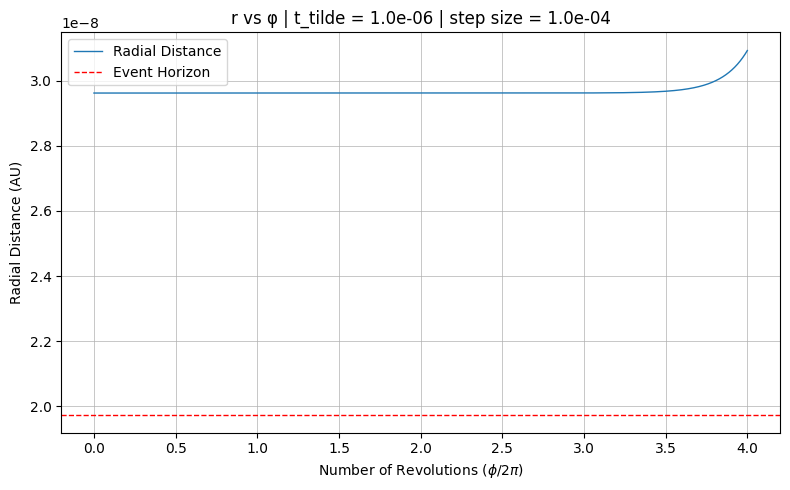 r vs φ | t_tilde = 1.0e-06 | step size = 1.0e-04
1e−8
Radial Distance
Event Horizon
3.0
2.8
2.6
2.4
2.2
2.0
Radial Distance (AU)
0.0 0.5 1.0 1.5 2.0 2.5 3.0 3.5 4.0
Number of Revolutions (ϕ/2π)